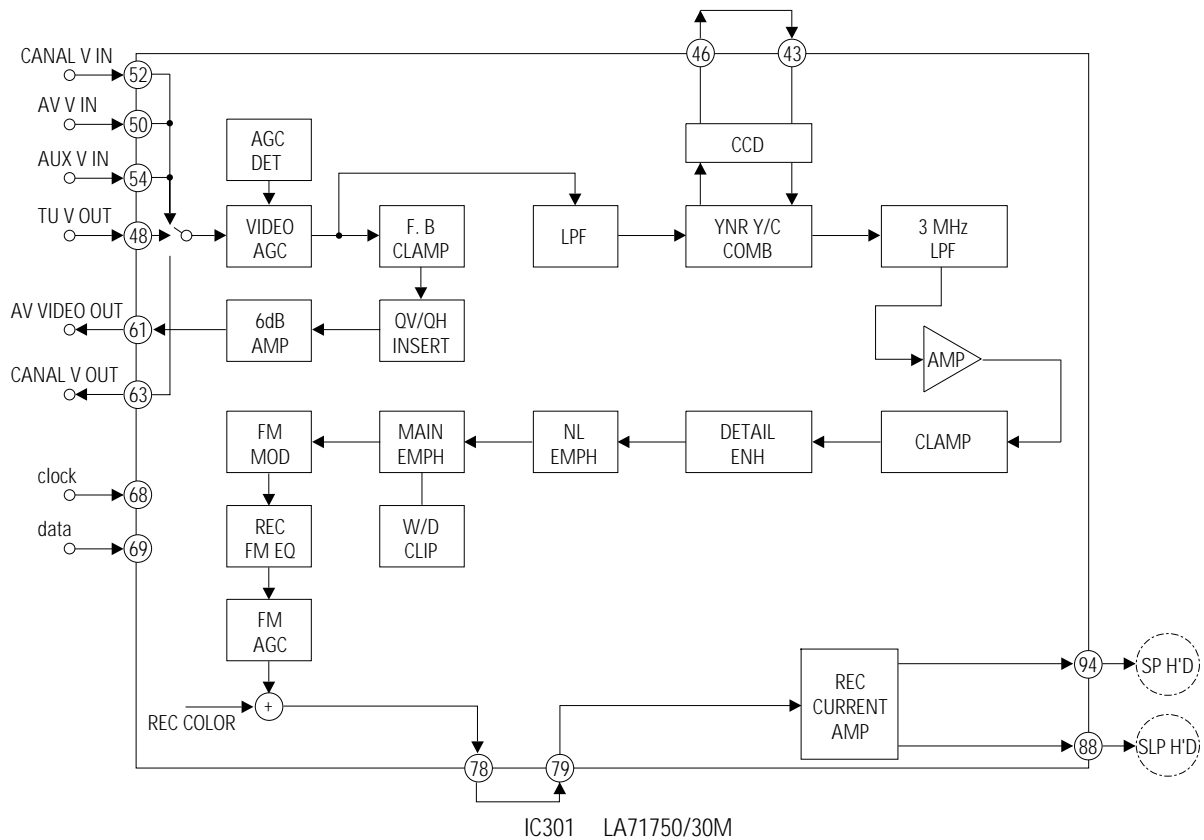 CANAL V IN
52
AV V IN
50
AUX V IN
54
TU V OUT
48
AV VIDEO OUT
61
CANAL V OUT
63
clock
68
data
69
46
43
CCD
AGC
DET
VIDEO
AGC
F. B
CLAMP
LPF
YNR Y/C
COMB
3 MHz
LPF
6dB
AMP
QV/QH
INSERT
AMP
FM
MOD
MAIN
EMPH
NL
EMPH
DETAIL
ENH
CLAMP
REC
FM EQ
W/D
CLIP
FM
AGC
REC COLOR
+
REC
CURRENT
AMP
94
SP H'D
88
SLP H'D
78
79
IC301 LA71750/30M